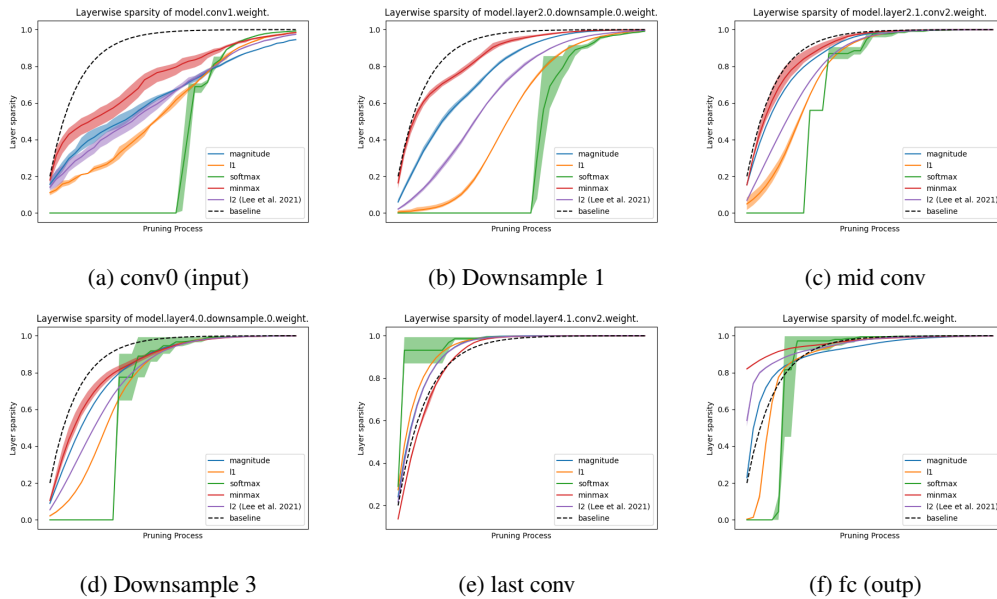 Layerwise sparsity of model.conv1.weight.
Layer sparsity
1.0
0.8
0.6
0.4
0.2
0.0
magnitude
l1
softmax
minmax
l2 (Lee et al. 2021)
baseline
Pruning Process
(a) conv0 (input)
Layerwise sparsity of model.layer2.0.downsample.0.weight.
Layer sparsity
1.0
0.8
0.6
0.4
0.2
0.0
magnitude
l1
softmax
minmax
l2 (Lee et al. 2021)
baseline
Pruning Process
(b) Downsample 1
Layerwise sparsity of model.layer2.1.conv2.weight.
Layer sparsity
1.0
0.8
0.6
0.4
0.2
0.0
magnitude
l1
softmax
minmax
l2 (Lee et al. 2021)
baseline
Pruning Process
(c) mid conv
Layerwise sparsity of model.layer4.0.downsample.0.weight.
Layer sparsity
1.0
0.8
0.6
0.4
0.2
0.0
magnitude
l1
softmax
minmax
l2 (Lee et al. 2021)
baseline
Pruning Process
(d) Downsample 3
Layerwise sparsity of model.layer4.1.conv2.weight.
Layer sparsity
1.0
0.8
0.6
0.4
0.2
magnitude
l1
softmax
minmax
l2 (Lee et al. 2021)
baseline
Pruning Process
(e) last conv
Layerwise sparsity of model.fc.weight.
Layer sparsity
1.0
0.8
0.6
0.4
0.2
0.0
magnitude
l1
softmax
minmax
l2 (Lee et al. 2021)
baseline
Pruning Process
(f) fc (outp)